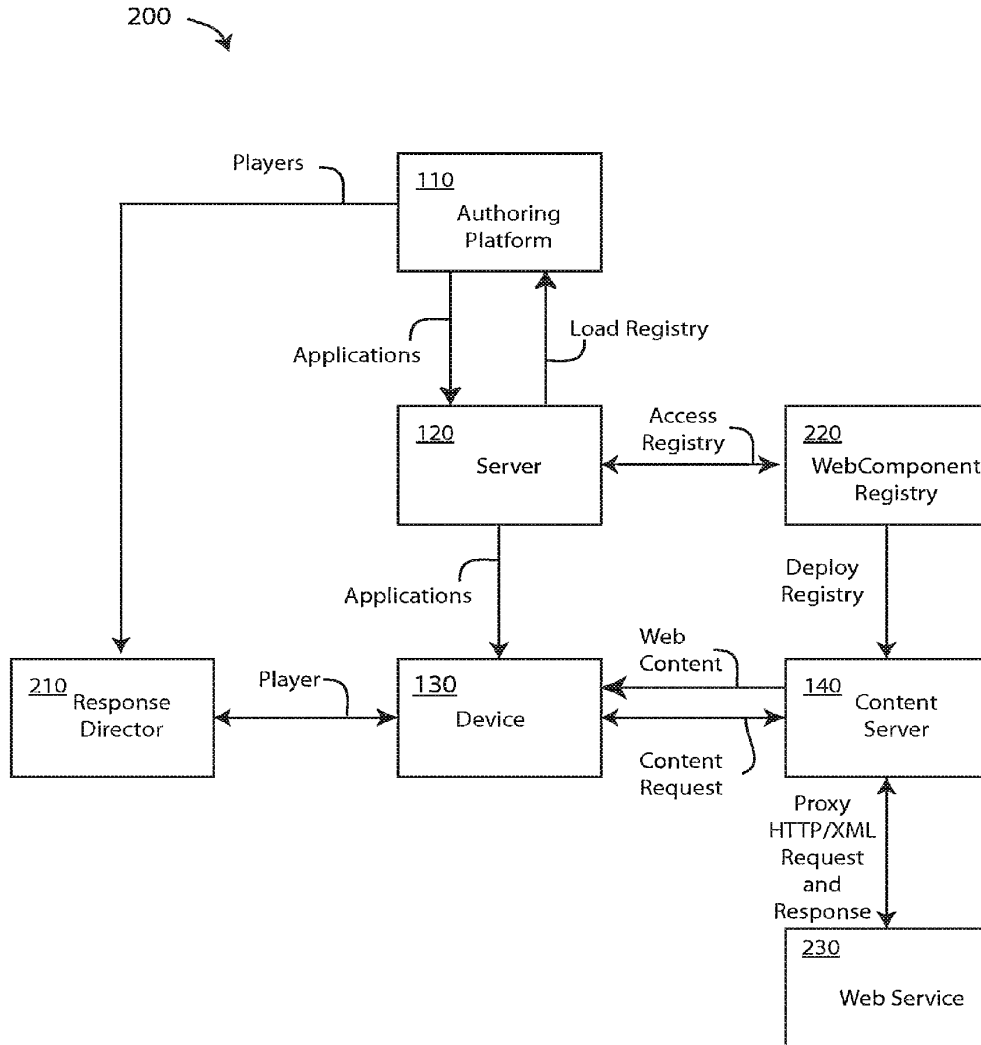 200
Players
110
Authoring
Platform
Applications
Load Registry
120
Server
Access
Registry
220
WebComponent
Registry
Applications
Deploy
Registry
210
Response
Director
Player
130
Device
Web
Content
Content
Request
140
Content
Server
Proxy
HTTP/XML
Request
and
Response
230
Web Service